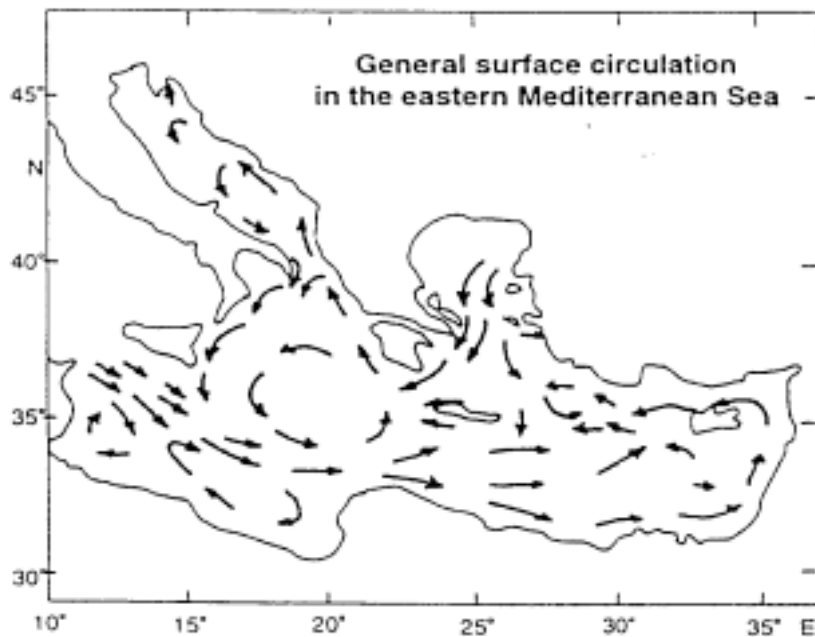 General surface circulation
in the eastern Mediterranean Sea
45°
N
40°
35°
30°
10° 15° 20° 25° 30° 35° E